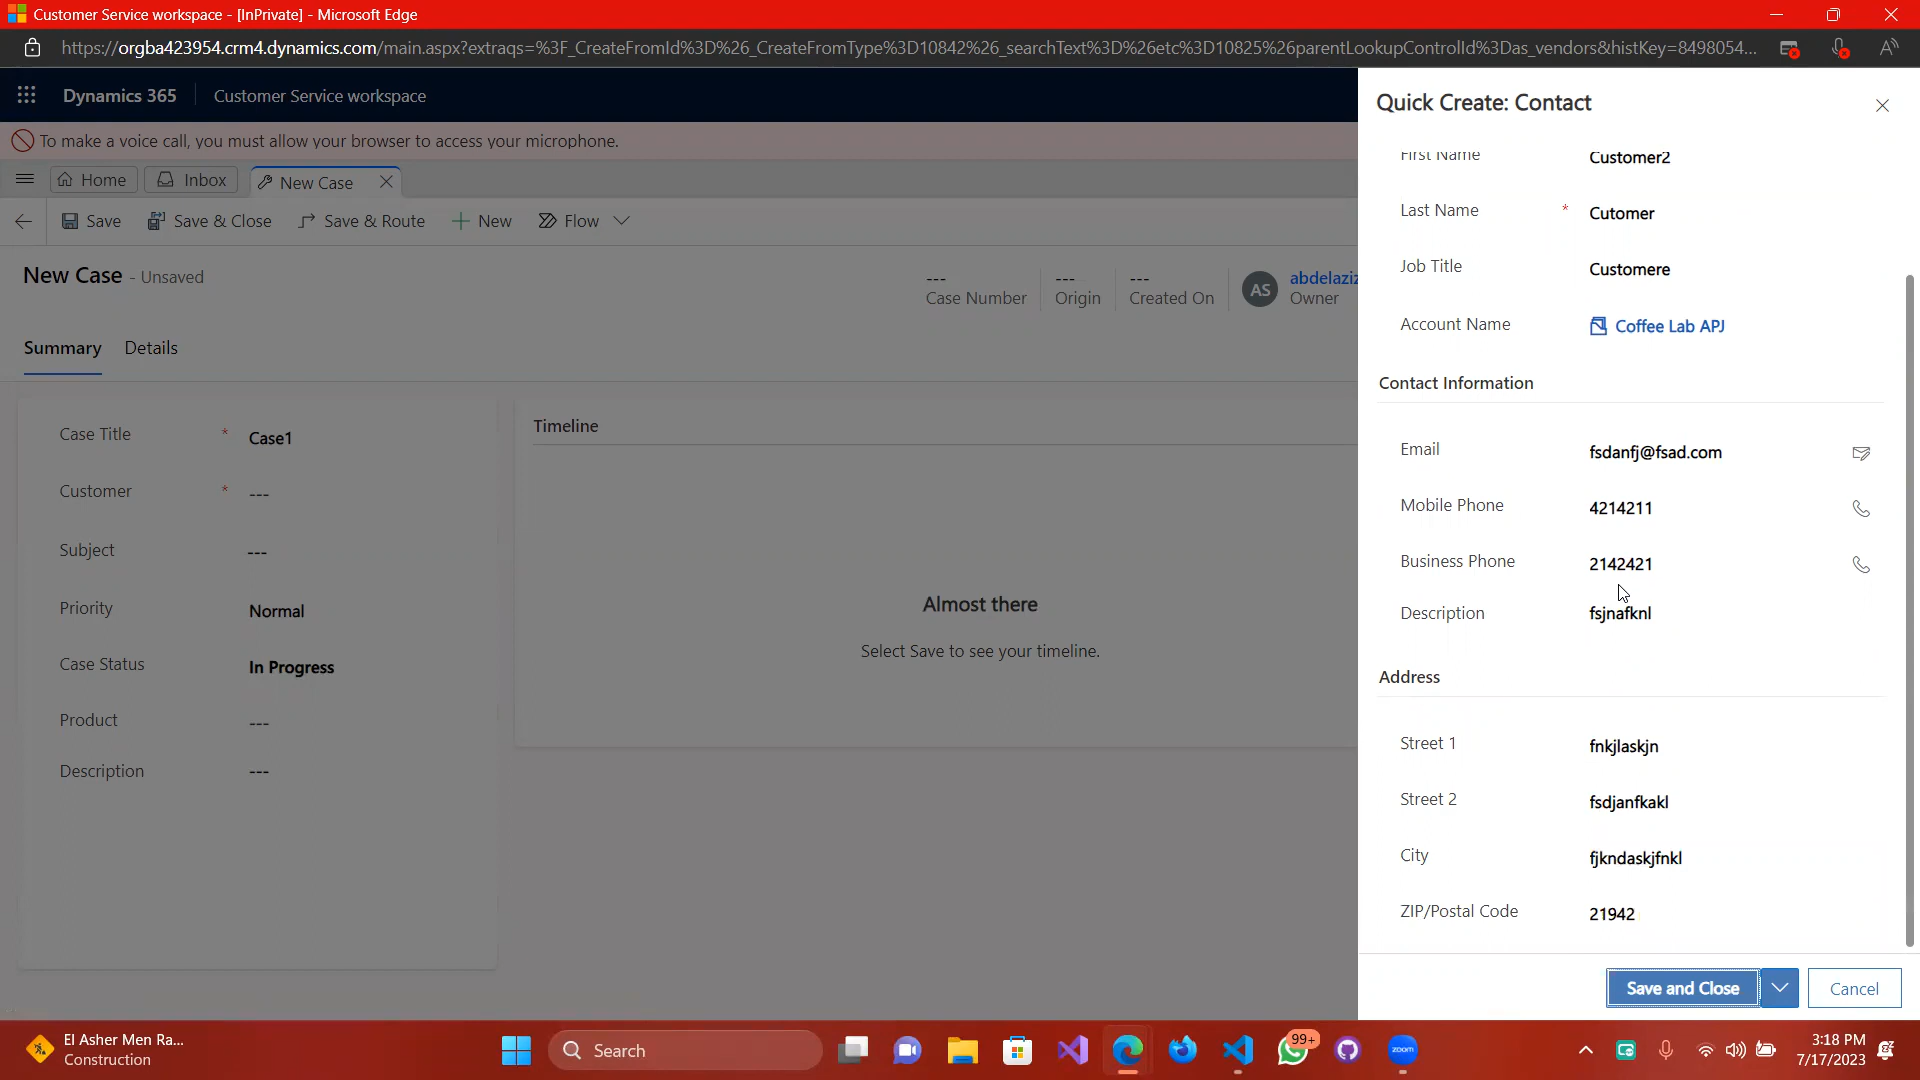 Customer Service workspace - [InPrivate] - Microsoft Edge
https://orgba423954.crm4.dynamics.com/main.aspx?extraqs=%3F_CreateFromId%3D%26_CreateFromType%3D10842%26_searchText%3D%26etc%3D10825%26parentLookupControlId%3Das_vendors&histKey=8498054...
Dynamics 365 Customer Service workspace
To make a voice call, you must allow your browser to access your microphone.
Home Inbox New Case
Save Save & Close Save & Route New Flow
New Case - Unsaved
--- --- --- AS abdelaziz
Case Number Origin Created On Owner
Summary Details
Case Title * Case1
Customer * ---
Subject ---
Priority Normal
Case Status In Progress
Product ---
Description ---
Timeline
Almost there
Select Save to see your timeline.
Quick Create: Contact
First Name Customer2
Last Name * Cutomer
Job Title Customere
Account Name Coffee Lab APJ
Contact Information
Email fsdanfj@fsad.com
Mobile Phone 4214211
Business Phone 2142421
Description fsjnafknl
Address
Street 1 fnkjlaskjn
Street 2 fsdjanfkakl
City fjkndaskjfnkl
ZIP/Postal Code 21942
Save and Close Cancel
El Asher Men Ra...
Construction
Search
99+
zoom
3:18 PM
7/17/2023